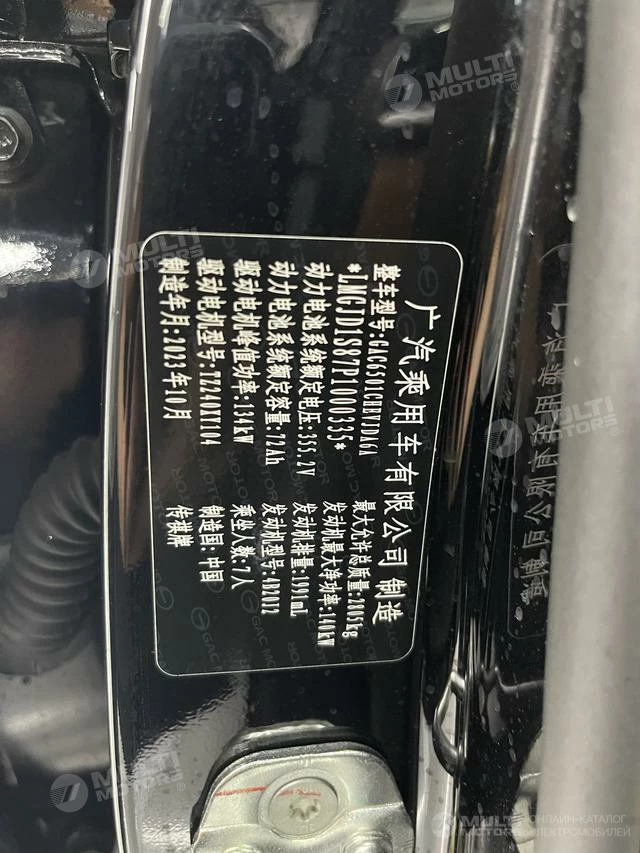 广汽乘用车有限公司 制造
整车型号:GAC6501CHEVJDA6A
*LMGJD1S87P1000335*
最大允许总质量:2805kg
动力电池系统额定电压:355.2V
发动机最大净功率:140kW
动力电池系统额定容量:72Ah
发动机排量:1991mL
驱动电机峰值功率:134kW
发动机型号:4B20J2
驱动电机型号:TZ240XY104
乘坐人数:7人
制造年月:2023年10月
制造国:中国
传祺牌
MULTI MOTORS®
MULTI MOTORS®
MULTI MOTORS®
MULTI MOTORS®
MULTI MOTORS
ОНЛАЙН-КАТАЛОГ
ЭЛЕКТРОМОБИЛЕЙ
GAC MOTOR